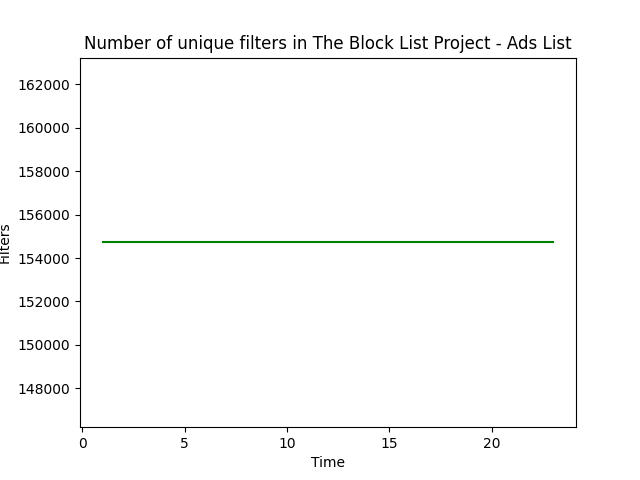 Number of unique filters in The Block List Project - Ads List
162000
160000
158000
156000
154000
152000
150000
148000
Filters
0 5 10 15 20
Time